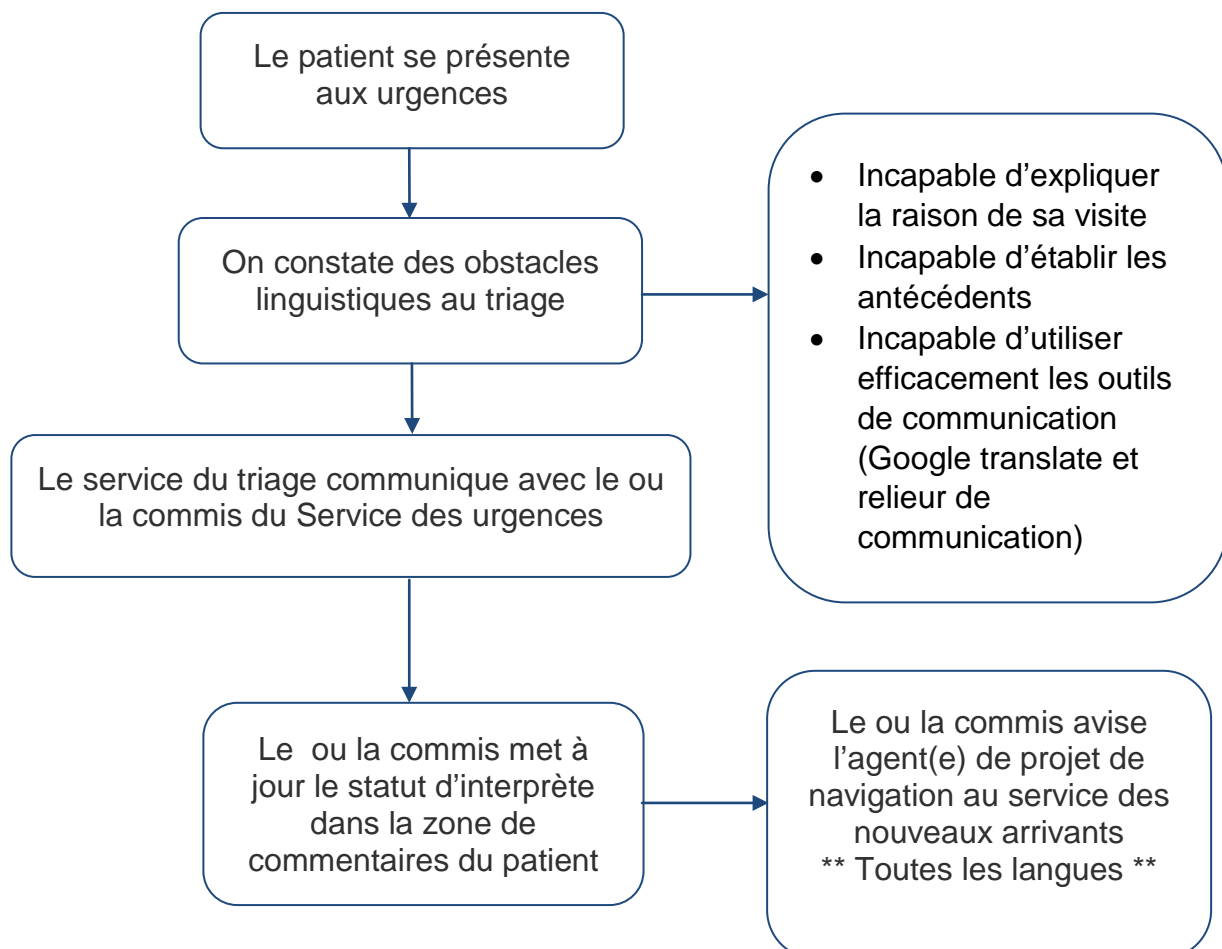 Le patient se présente
aux urgences
On constate des obstacles
linguistiques au triage
• Incapable d’expliquer
la raison de sa visite
• Incapable d’établir les
antécédents
• Incapable d’utiliser
efficacement les outils
de communication
(Google translate et
relieur de
communication)
Le service du triage communique avec le ou
la commis du Service des urgences
Le  ou la commis met à
jour le statut d’interprète
dans la zone de
commentaires du patient
Le ou la commis avise
l’agent(e) de projet de
navigation au service des
nouveaux arrivants
** Toutes les langues **